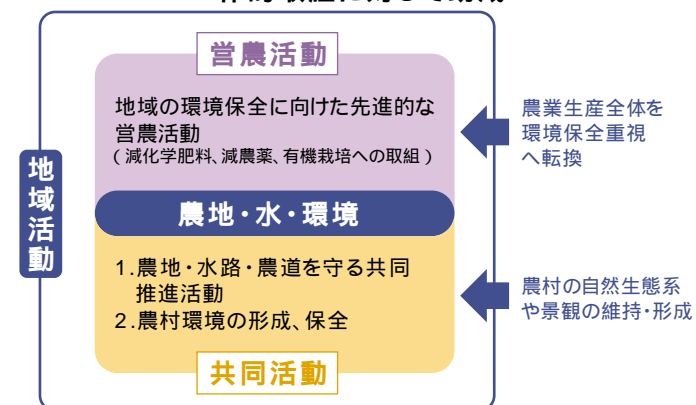 営農活動
地域の環境保全に向けた先進的な
営農活動
(減化学肥料、減農薬、有機栽培への取組)
農業生産全体を
環境保全重視
へ転換
地域活動
農地・水・環境
1.農地・水路・農道を守る共同
推進活動
2.農村環境の形成、保全
農村の自然生態系
や景観の維持・形成
共同活動